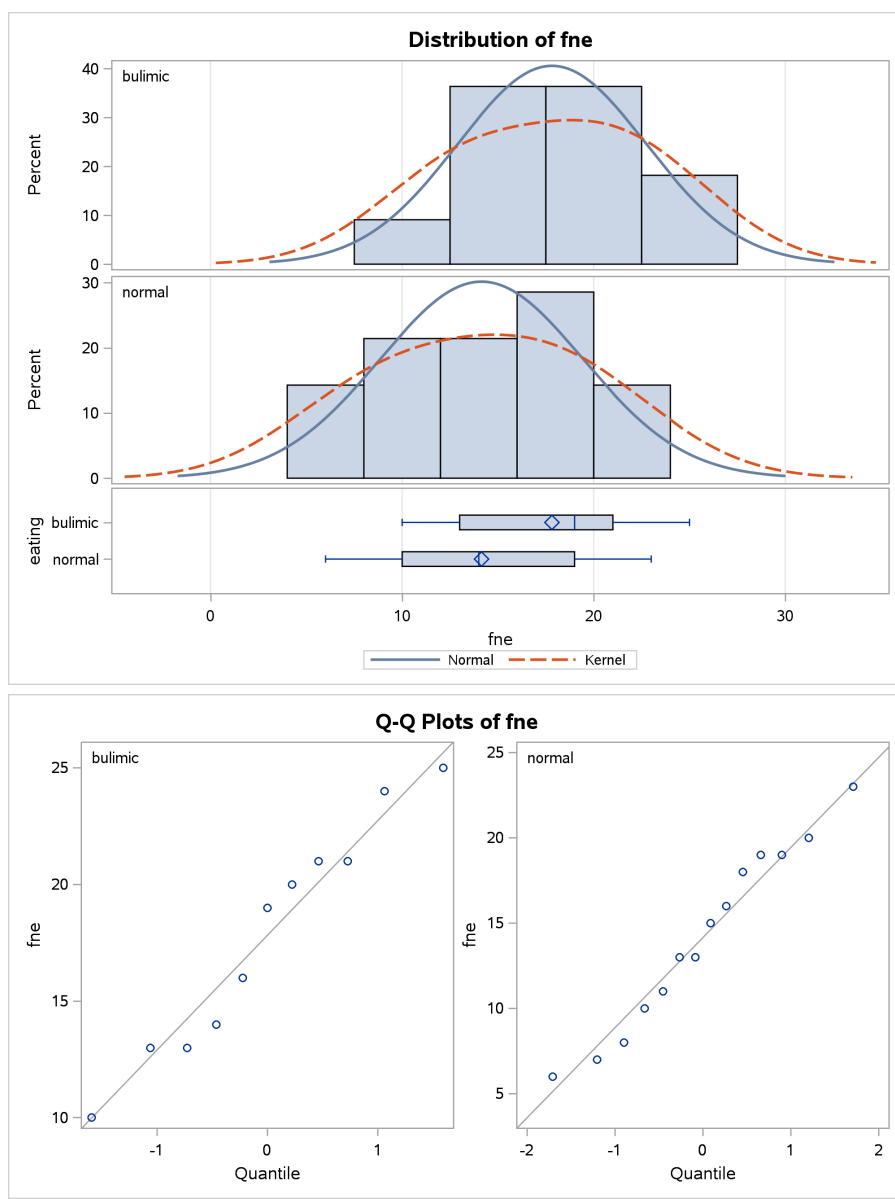 Distribution of fne
bulimic
40
30
20
10
0
Percent
normal
30
20
10
0
Percent
eating
bulimic
normal
0 10 20 30
fne
Normal Kernel
Q-Q Plots of fne
bulimic
25
20
15
10
fne
-1 0 1
Quantile
normal
25
20
15
10
5
fne
-2 -1 0 1 2
Quantile